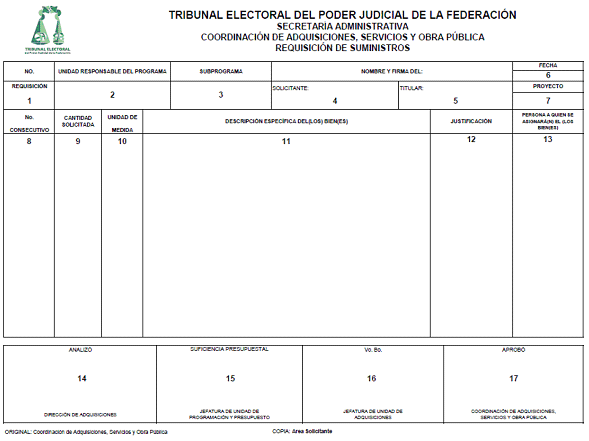 TRIBUNAL ELECTORAL DEL PODER JUDICIAL DE LA FEDERACIÓN
SECRETARÍA ADMINISTRATIVA
COORDINACIÓN DE ADQUISICIONES, SERVICIOS Y OBRA PÚBLICA
REQUISICIÓN DE SUMINISTROS
TRIBUNAL ELECTORAL
del Poder Judicial de la Federación
NO.
UNIDAD RESPONSABLE DEL PROGRAMA
SUBPROGRAMA
NOMBRE Y FIRMA DEL:
FECHA
6
REQUISICIÓN
1
2
3
SOLICITANTE:
4
TITULAR:
5
PROYECTO
7
No.
CONSECUTIVO
CANTIDAD
SOLICITADA
UNIDAD DE
MEDIDA
DESCRIPCIÓN ESPECÍFICA DEL(LOS) BIEN(ES)
JUSTIFICACIÓN
PERSONA A QUIEN SE
ASIGNARÁ(N) EL (LOS
BIEN(ES)
8
9
10
11
12
13
ANALIZO
14
DIRECCIÓN DE ADQUISICIONES
SUFICIENCIA PRESUPUESTAL
15
JEFATURA DE UNIDAD DE
PROGRAMACIÓN Y PRESUPUESTO
Vo. Bo.
16
JEFATURA DE UNIDAD DE
ADQUISICIONES
APROBO
17
COORDINACIÓN DE ADQUISICIONES,
SERVICIOS Y OBRA PÚBLICA
ORIGINAL: Coordinación de Adquisiciones, Servicios y Obra Pública
COPIA: Area Solicitante